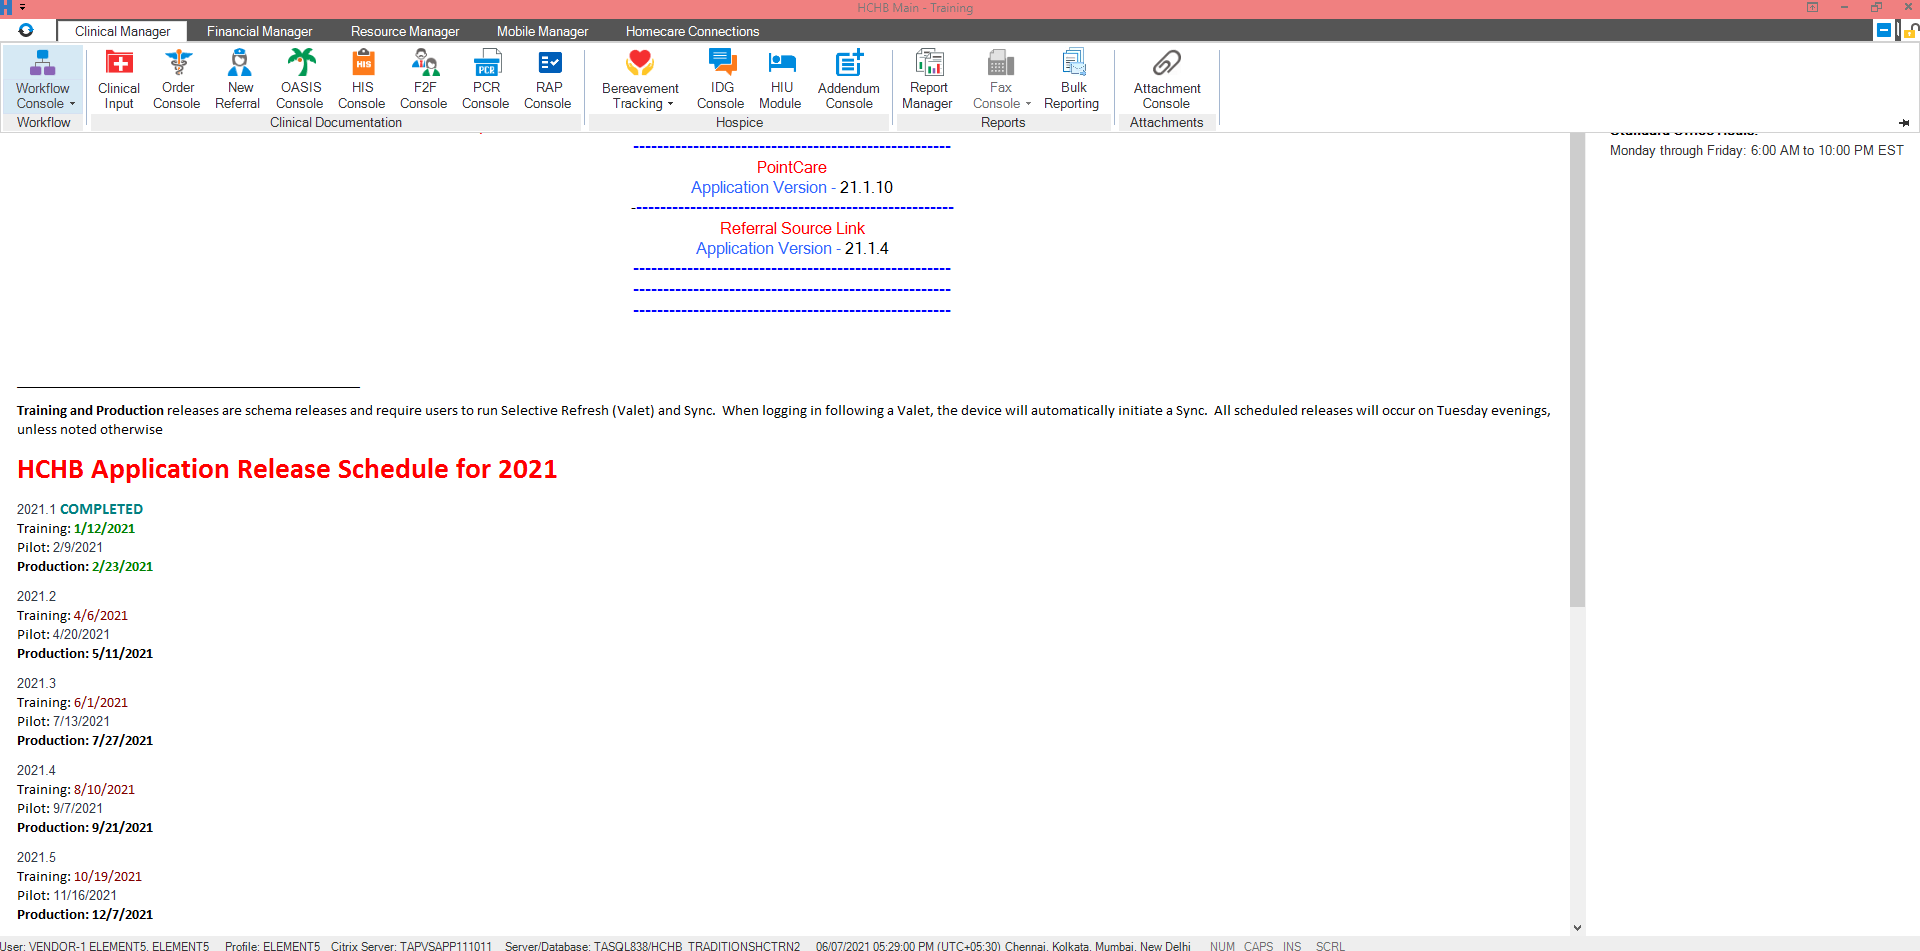 HCHB Main - Training
Clinical Manager
Financial Manager
Resource Manager
Mobile Manager
Homecare Connections
Workflow
Console
Clinical
Input
Order
Console
New
Referral
OASIS
Console
HIS
HIS
Console
F2F
Console
PCR
PCR
Console
RAP
Console
Bereavement
Tracking
IDG
Console
HIU
Module
Addendum
Console
Report
Manager
Fax
Console
Bulk
Reporting
Attachment
Console
Workflow
Clinical Documentation
Hospice
Reports
Attachments
Standard Office Hours:
Monday through Friday: 6:00 AM to 10:00 PM EST
-----------------------------------------------------
PointCare
Application Version - 21.1.10
------------------------------------------------------
Referral Source Link
Application Version - 21.1.4
-----------------------------------------------------
-----------------------------------------------------
-----------------------------------------------------
Training and Production releases are schema releases and require users to run Selective Refresh (Valet) and Sync.  When logging in following a Valet, the device will automatically initiate a Sync.  All scheduled releases will occur on Tuesday evenings,
unless noted otherwise
HCHB Application Release Schedule for 2021
2021.1 COMPLETED
Training: 1/12/2021
Pilot: 2/9/2021
Production: 2/23/2021
2021.2
Training: 4/6/2021
Pilot: 4/20/2021
Production: 5/11/2021
2021.3
Training: 6/1/2021
Pilot: 7/13/2021
Production: 7/27/2021
2021.4
Training: 8/10/2021
Pilot: 9/7/2021
Production: 9/21/2021
2021.5
Training: 10/19/2021
Pilot: 11/16/2021
Production: 12/7/2021
User: VENDOR-1 ELEMENT5, ELEMENT5 Profile: ELEMENT5 Citrix Server: TAPVSAPP111011 Server/Database: TASQL838/HCHB_TRADITIONSHCTRN2 06/07/2021 05:29:00 PM (UTC+05:30) Chennai, Kolkata, Mumbai, New Delhi NUM CAPS INS SCRL